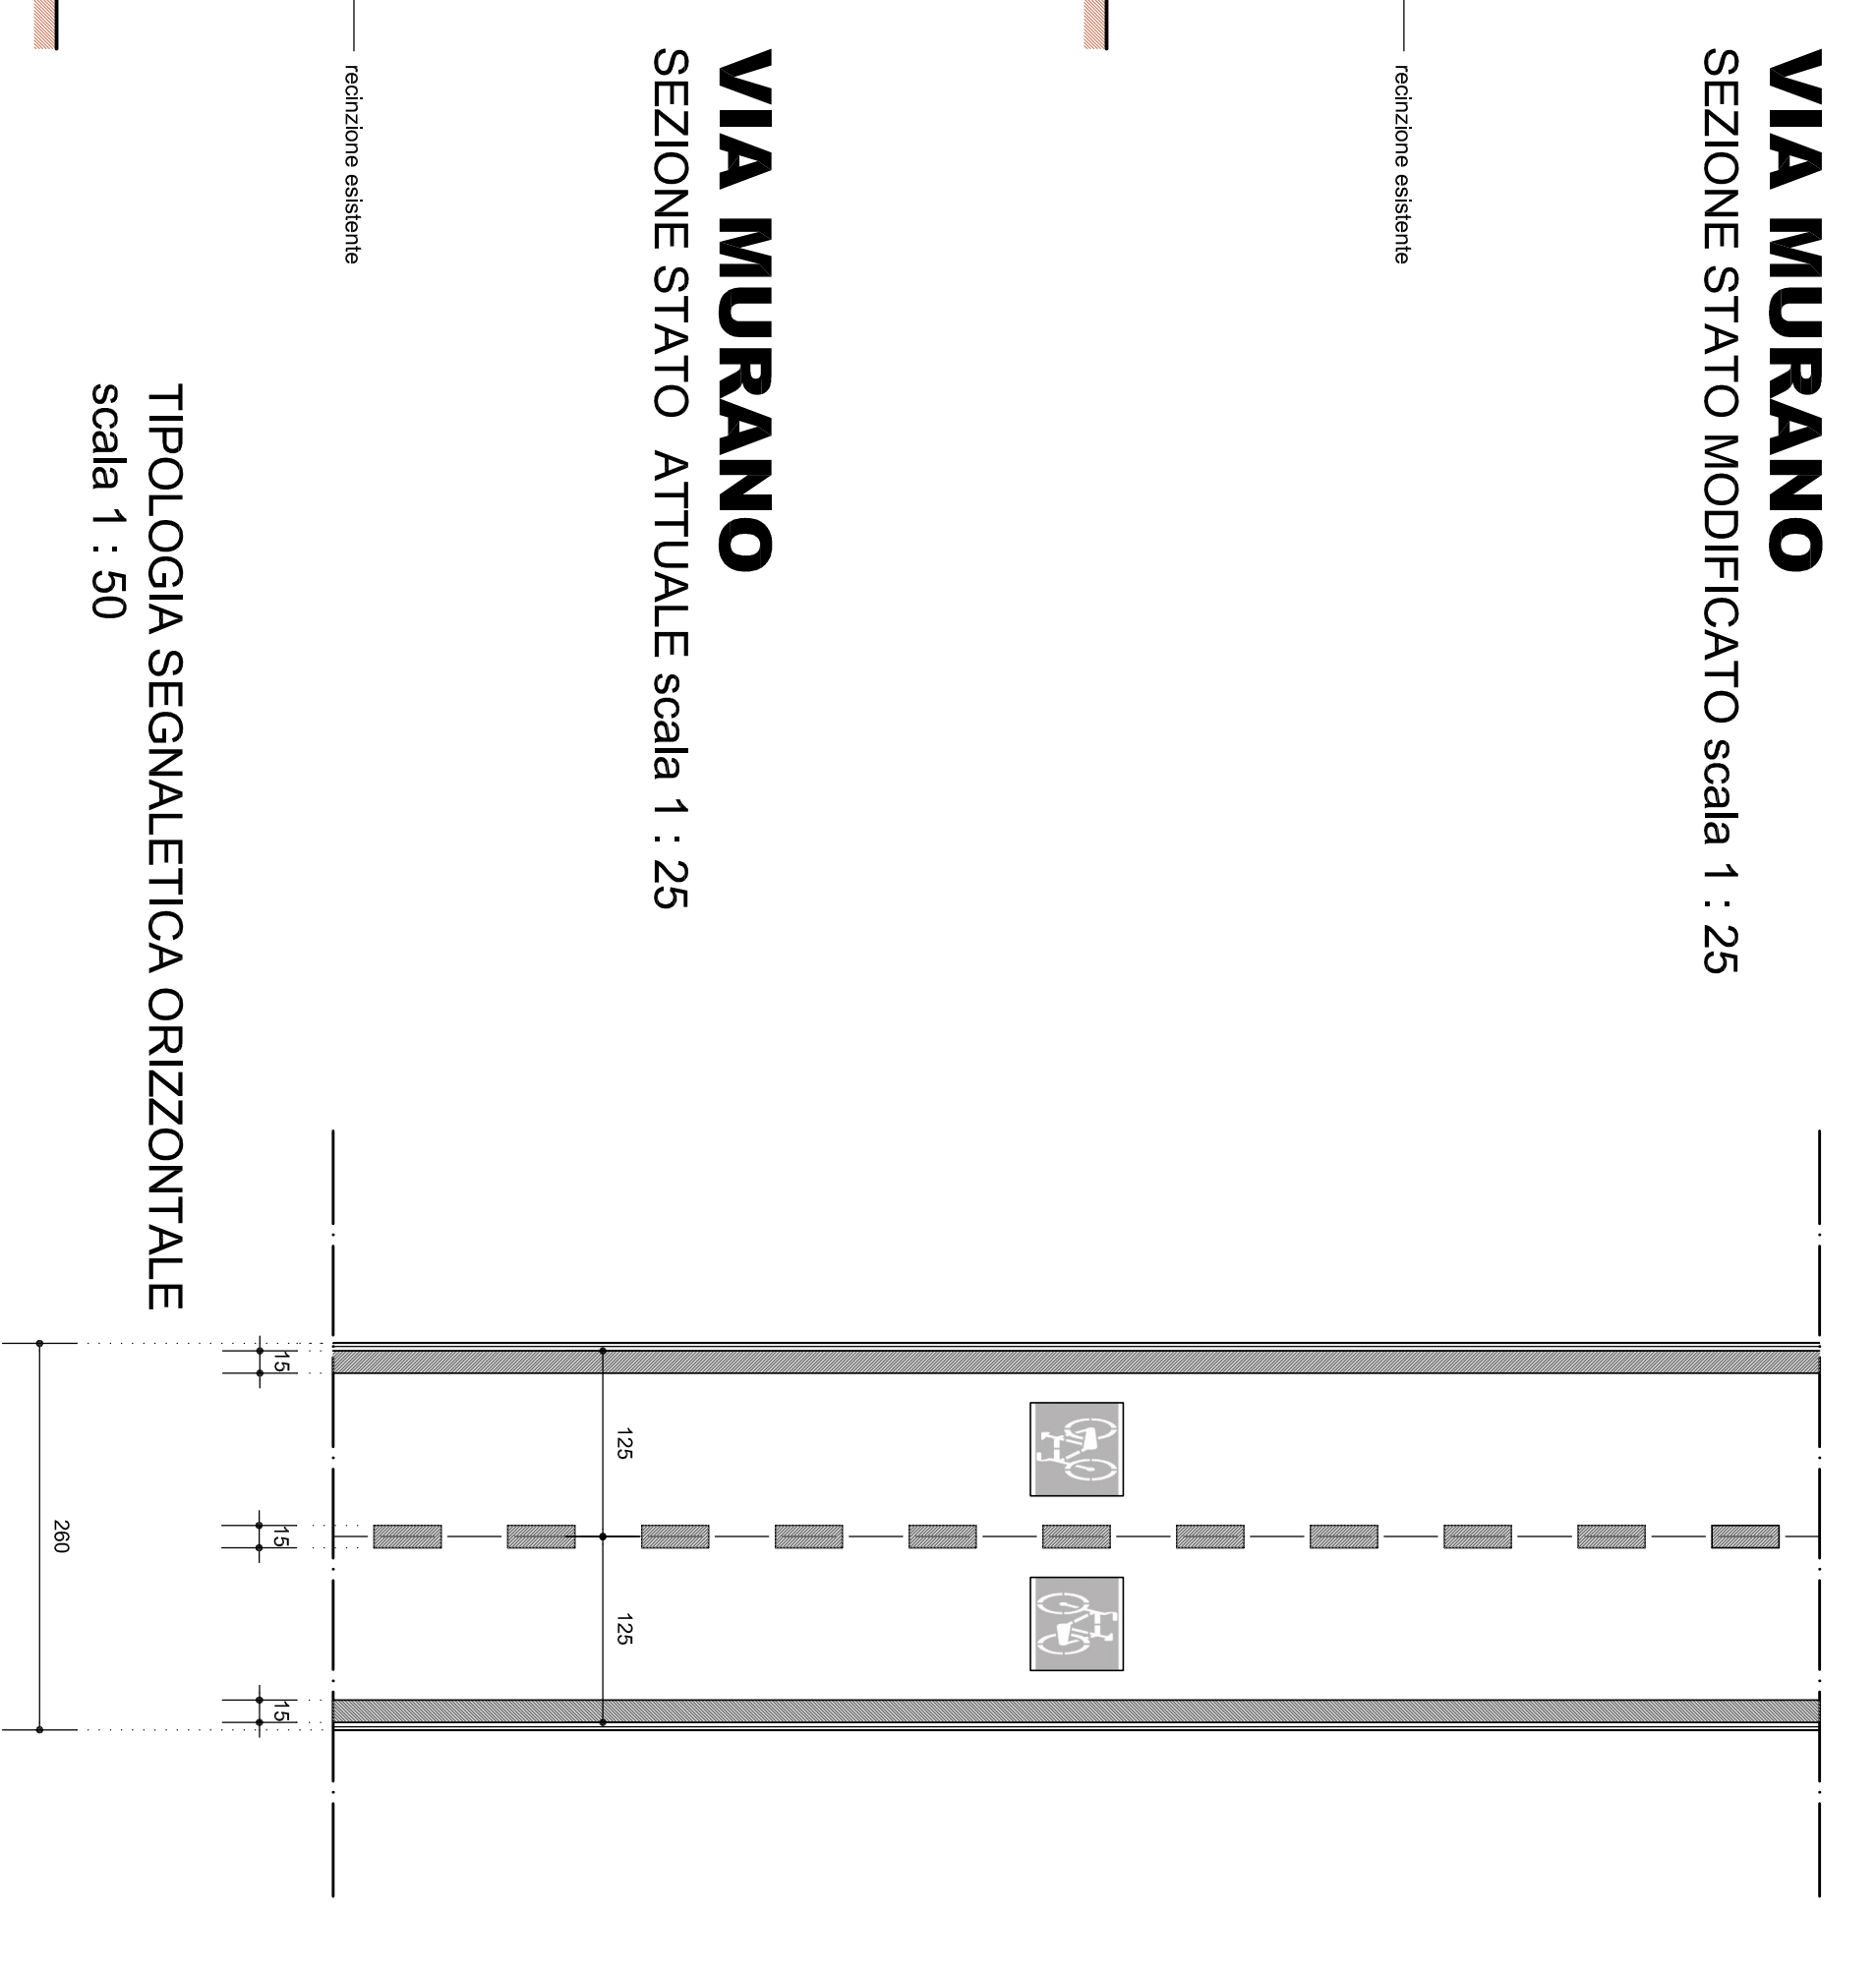 VIA MURANO
SEZIONE STATO MODIFICATO scala 1 : 25
recinzione esistente
VIA MURANO
SEZIONE STATO ATTUALE scala 1 : 25
recinzione esistente
TIPOLOGIA SEGNALETICA ORIZZONTALE
scala 1 : 50
125
125
15
15
15
260